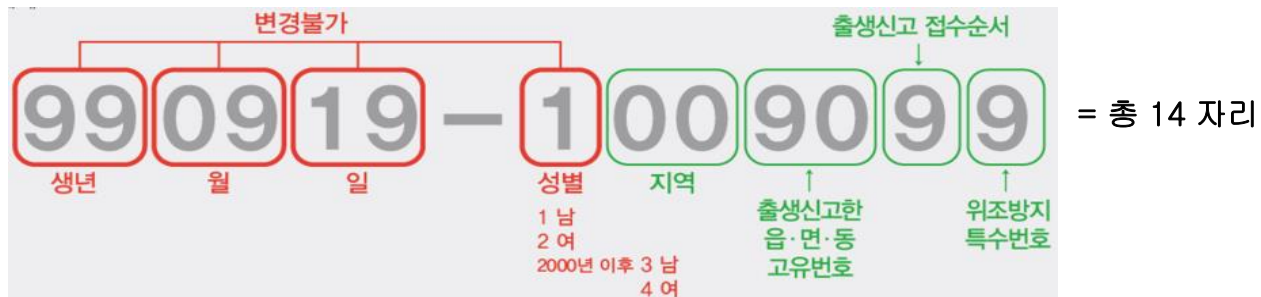 변경불가
출생신고 접수순서
990919-1009099
= 총 14 자리
생년 월 일 성별 지역
출생신고한
읍·면·동
고유번호
위조방지
특수번호
1 남
2 여
2000년 이후 3 남
4 여